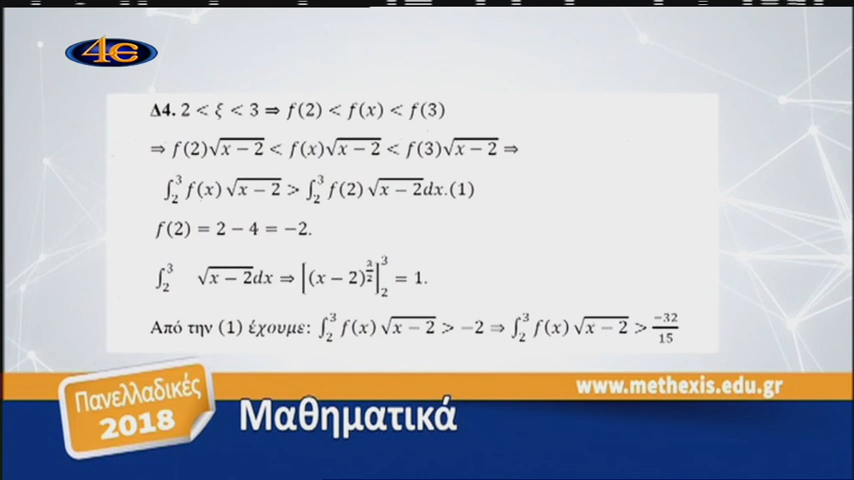 4E
Δ4. 2 < ξ < 3 ⇒ f(2) < f(x) < f(3)
⇒ f(2)√x − 2 < f(x)√x − 2 < f(3)√x − 2 ⇒
∫₂³ f(x) √x − 2 > ∫₂³ f(2) √x − 2dx.(1)
f(2) = 2 − 4 = −2.
∫₂³ √x − 2dx ⇒ [(x − 2)^(3/2)]₂³ = 1.
Από την (1) έχουμε: ∫₂³ f(x) √x − 2 > −2 ⇒ ∫₂³ f(x) √x − 2 > −32/15
www.methexis.edu.gr
Πανελλαδικές
2018
Μαθηματικά